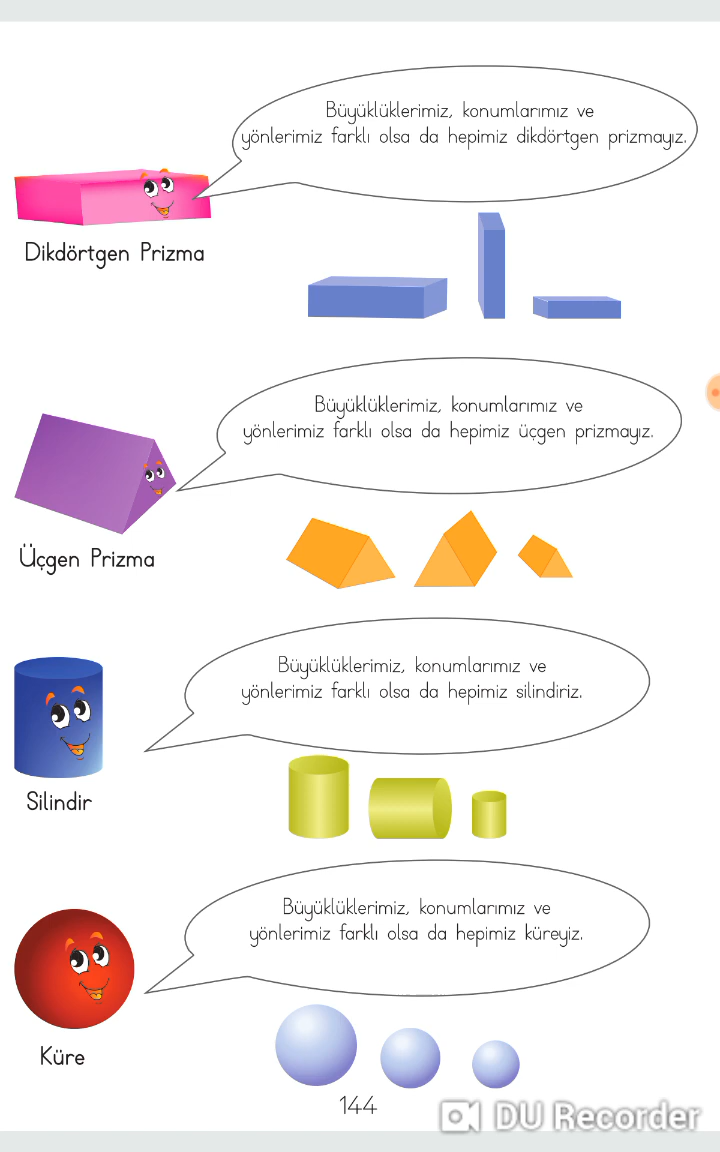 Büyüklüklerimiz, konumlarımız ve
yönlerimiz farklı olsa da hepimiz dikdörtgen prizmayız.
Dikdörtgen Prizma
Büyüklüklerimiz, konumlarımız ve
yönlerimiz farklı olsa da hepimiz üçgen prizmayız.
Üçgen Prizma
Büyüklüklerimiz, konumlarımız ve
yönlerimiz farklı olsa da hepimiz silindiriz.
Silindir
Büyüklüklerimiz, konumlarımız ve
yönlerimiz farklı olsa da hepimiz küreyiz.
Küre
144
DU Recorder